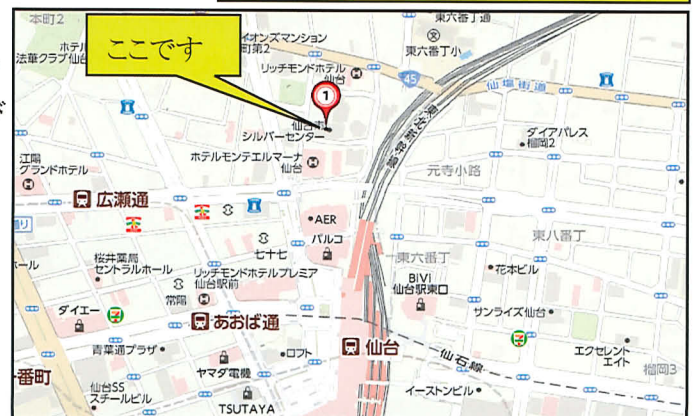 本町2
東六番丁通
ホテル
法華クラブ仙台
ここです
イオンズマンション
町第2
東六番丁小
リッチモンドホテル
仙台
45
仙塩街道
1
仙台市
シルバーセンター
東北新幹線
ダイアパレス
榴岡2
江陽
グランドホテル
ホテルモンテエルマーナ
仙台
元寺小路
広瀬通
AER
パルコ
東八番丁
七十七
東六番丁
ール
桜井薬局
セントラルホール
リッチモンドホテルプレミア
仙台駅前
常陽
BiVi
仙台駅東口
花本ビル
ダイエー
あおば通
サンライズ仙台
青葉通プラザ
ロフト
仙台
仙石線
エクセレント
エイト
榴岡3
ヤマダ電機
一番町
仙台SS
スチールビル
TSUTAYA
イーストンビル